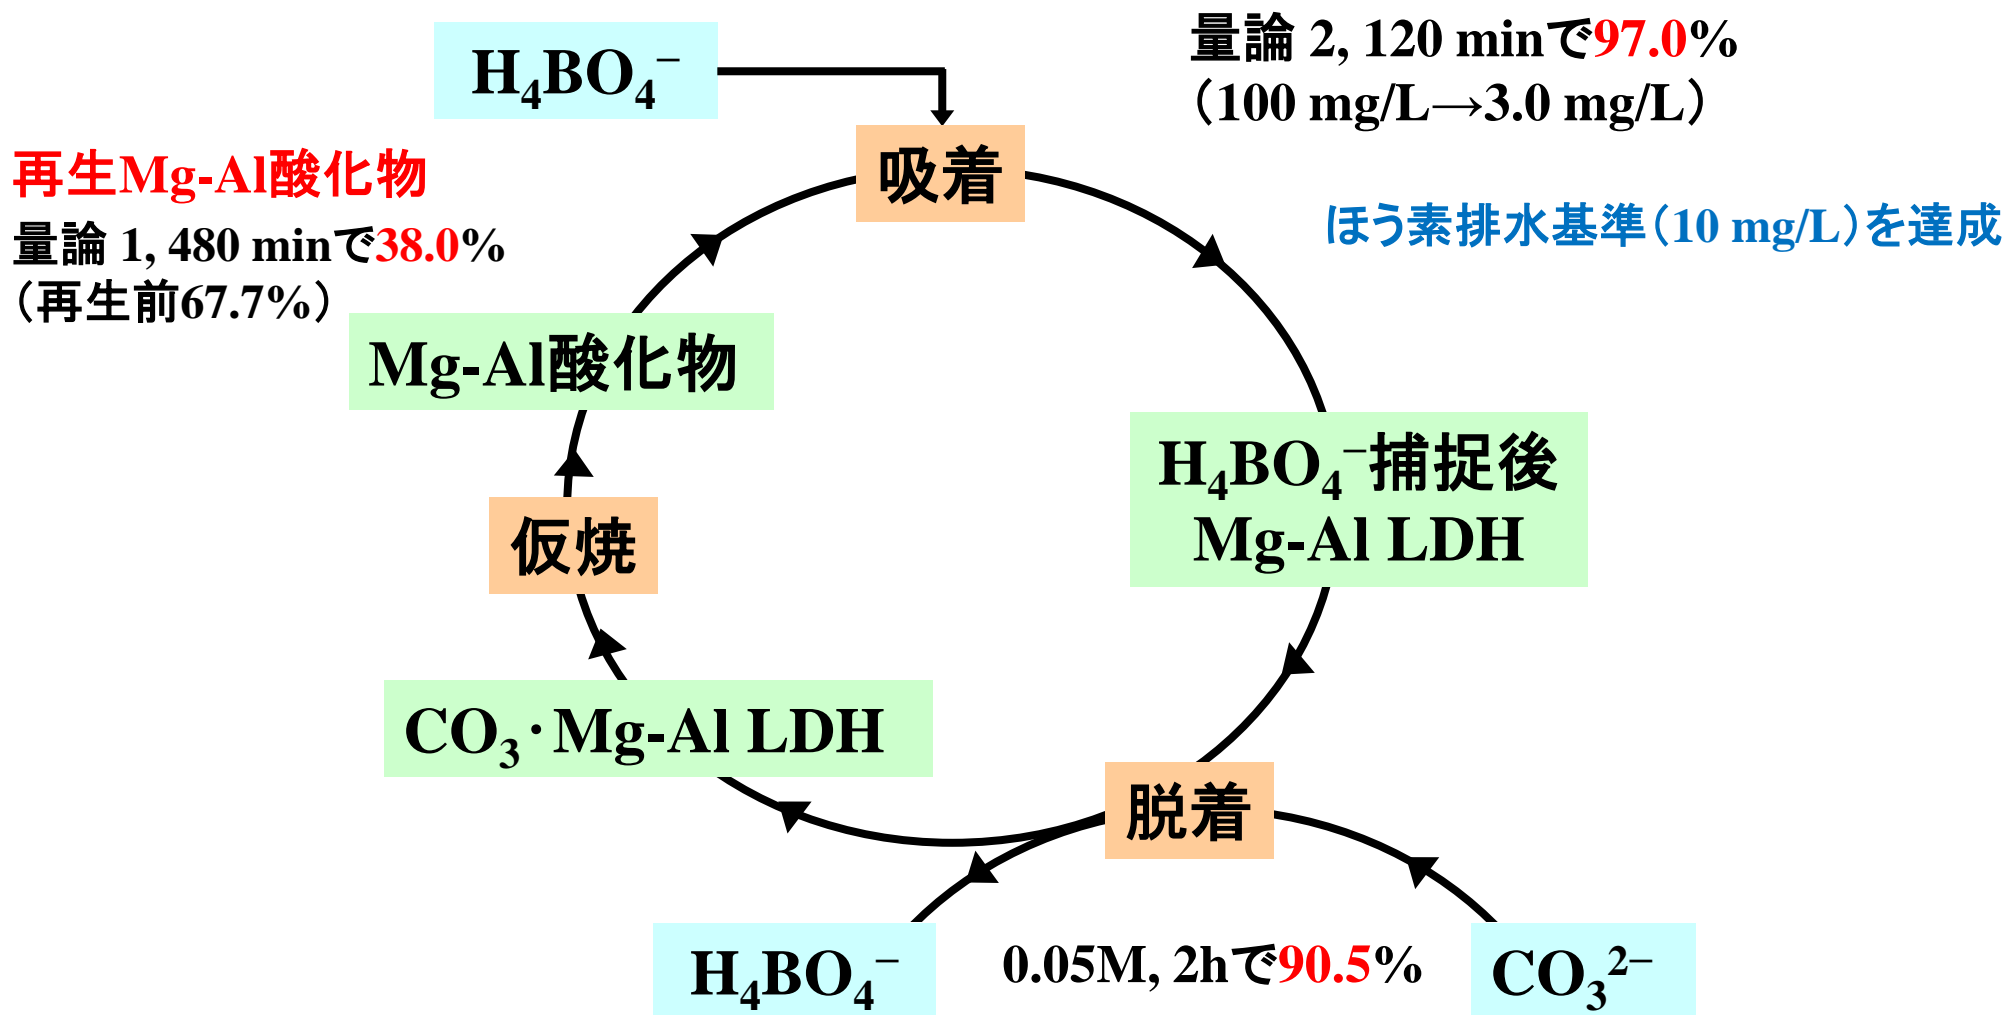 H₄BO₄⁻
量論 2, 120 minで97.0%
（100 mg/L→3.0 mg/L）
吸着
再生Mg-Al酸化物
量論 1, 480 minで38.0%
（再生前67.7%）
ほう素排水基準（10 mg/L）を達成
Mg-Al酸化物
H₄BO₄⁻捕捉後
Mg-Al LDH
仮焼
CO₃・Mg-Al LDH
脱着
H₄BO₄⁻
0.05M, 2hで90.5%
CO₃²⁻